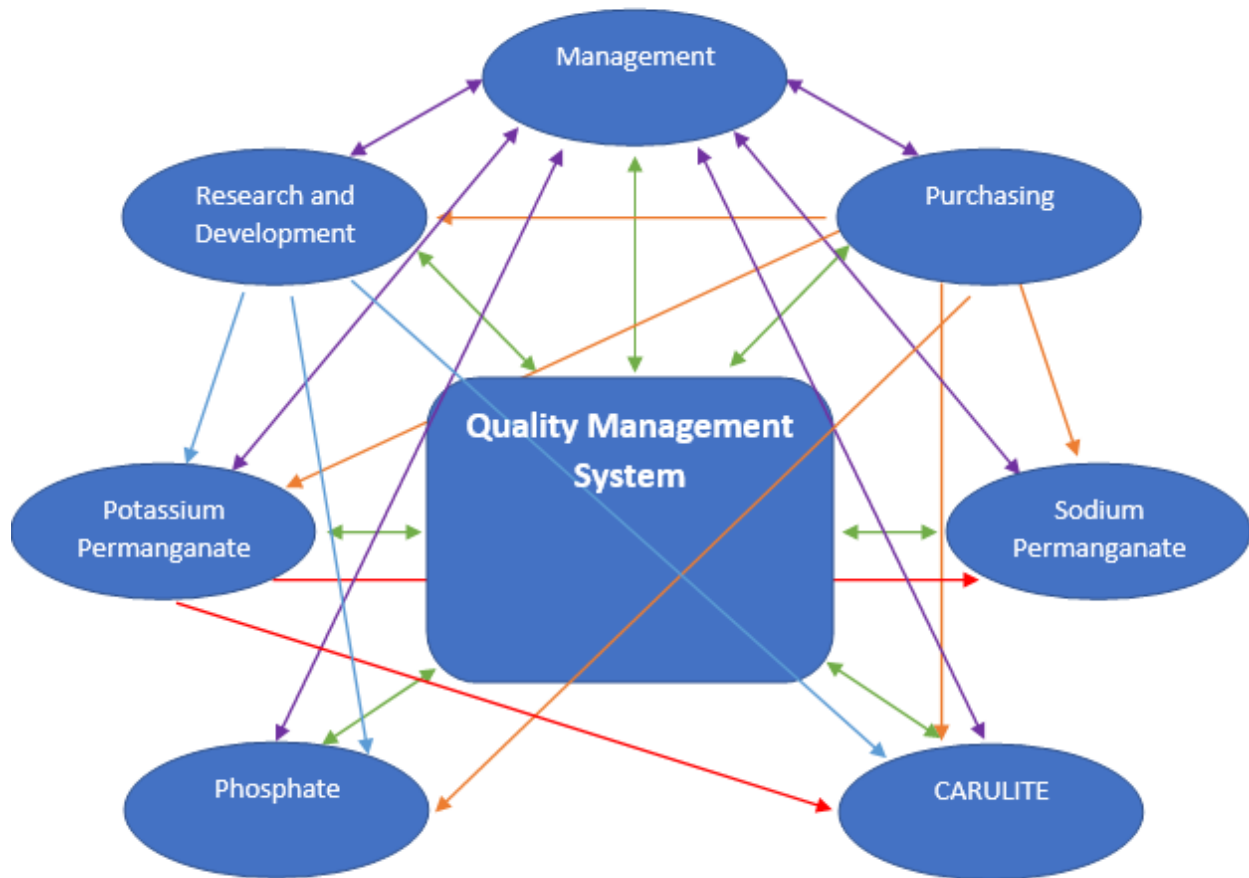 Management
Research and
Development
Purchasing
Quality Management
System
Potassium
Permanganate
Sodium
Permanganate
Phosphate
CARULITE